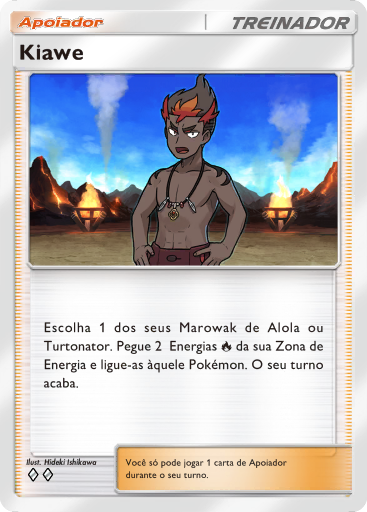 Apoiador
TREINADOR
Kiawe
Escolha 1 dos seus Marowak de Alola ou
Turtonator. Pegue 2 Energias da sua Zona de
Energia e ligue-as àquele Pokémon. O seu turno
acaba.
Ilust. Hideki Ishikawa
Você só pode jogar 1 carta de Apoiador
durante o seu turno.